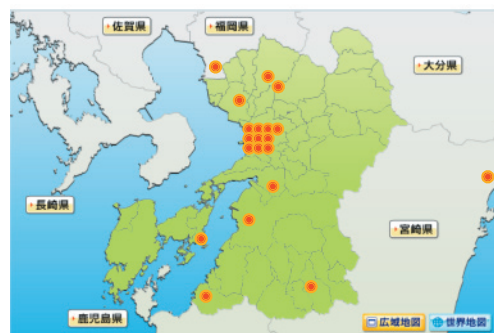 佐賀県
福岡県
大分県
長崎県
宮崎県
鹿児島県
広域地図
世界地図